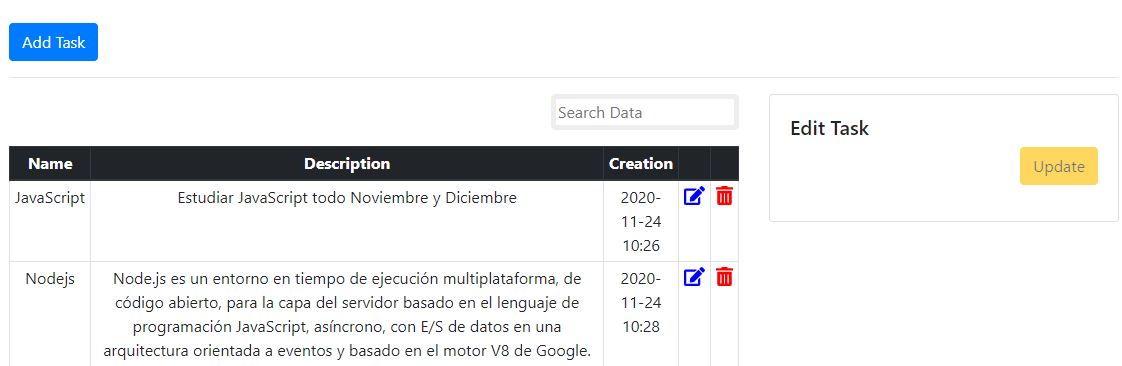 Add Task
Search Data
Edit Task
Update
Name Description Creation
JavaScript Estudiar JavaScript todo Noviembre y Diciembre 2020-
11-24
10:26
Nodejs Node.js es un entorno en tiempo de ejecución multiplataforma, de 2020-
código abierto, para la capa del servidor basado en el lenguaje de 11-24
programación JavaScript, asíncrono, con E/S de datos en una 10:28
arquitectura orientada a eventos y basado en el motor V8 de Google.